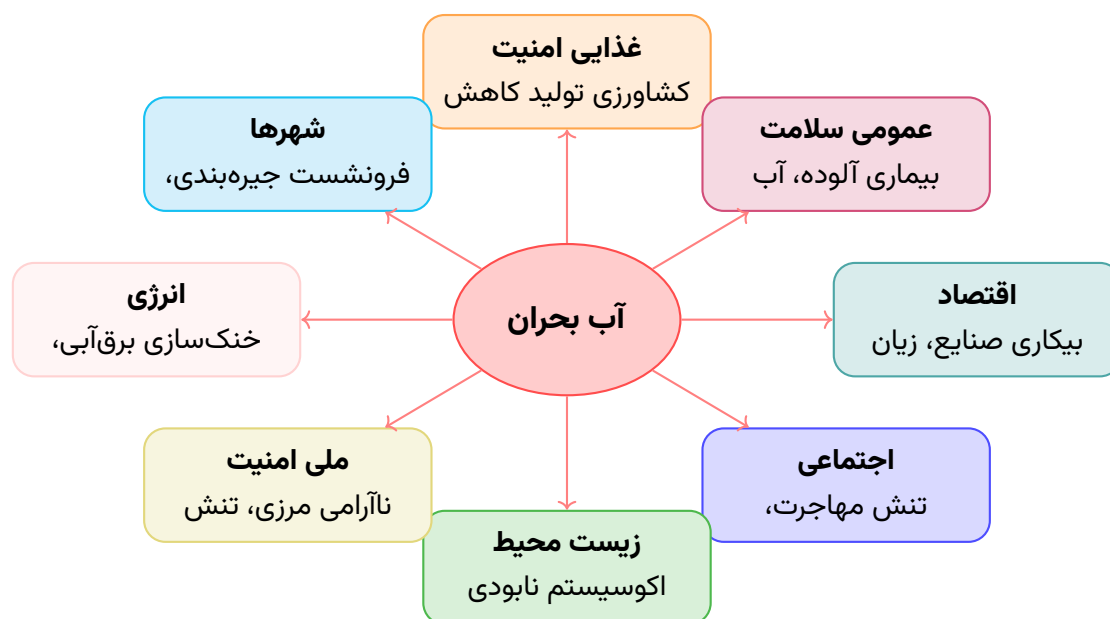 غذایی امنیت
کشاورزی تولید کاهش
عمومی سلامت
بیماری آلوده، آب
شهرها
فرونشست جیره‌بندی،
اقتصاد
بیکاری صنایع، زیان
آب بحران
انرژی
خنک‌سازی برق‌آبی،
اجتماعی
تنش مهاجرت،
ملی امنیت
ناآرامی مرزی، تنش
زیست محیط
اکوسیستم نابودی